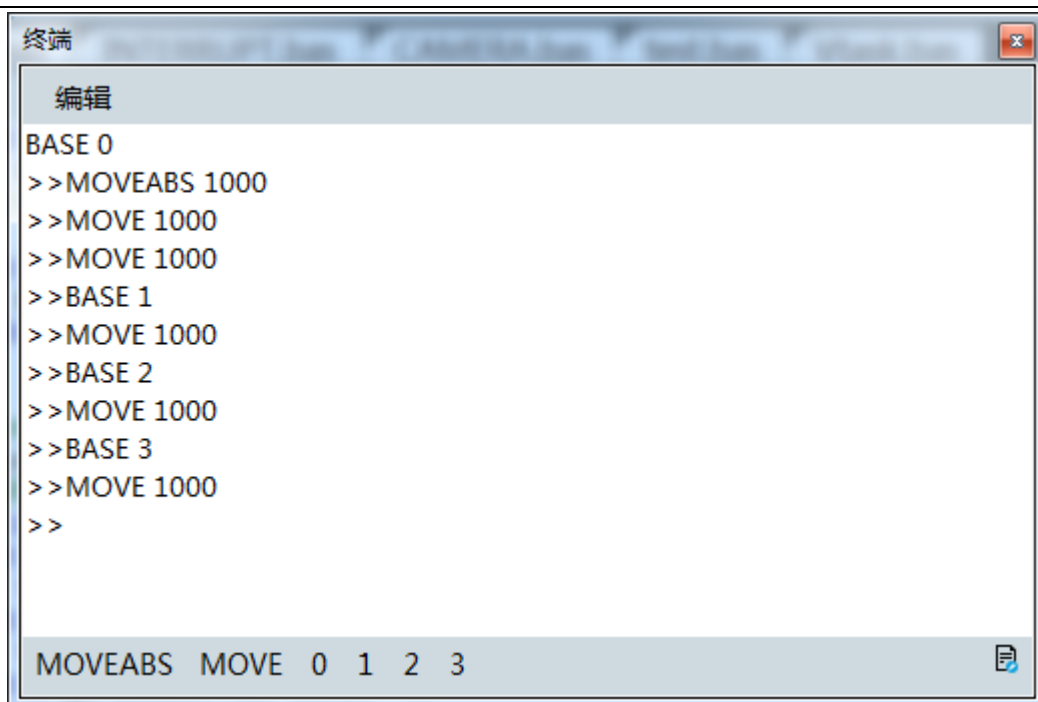 终端
编辑
BASE 0
>>MOVEABS 1000
>>MOVE 1000
>>MOVE 1000
>>BASE 1
>>MOVE 1000
>>BASE 2
>>MOVE 1000
>>BASE 3
>>MOVE 1000
>>
MOVEABS MOVE 0 1 2 3